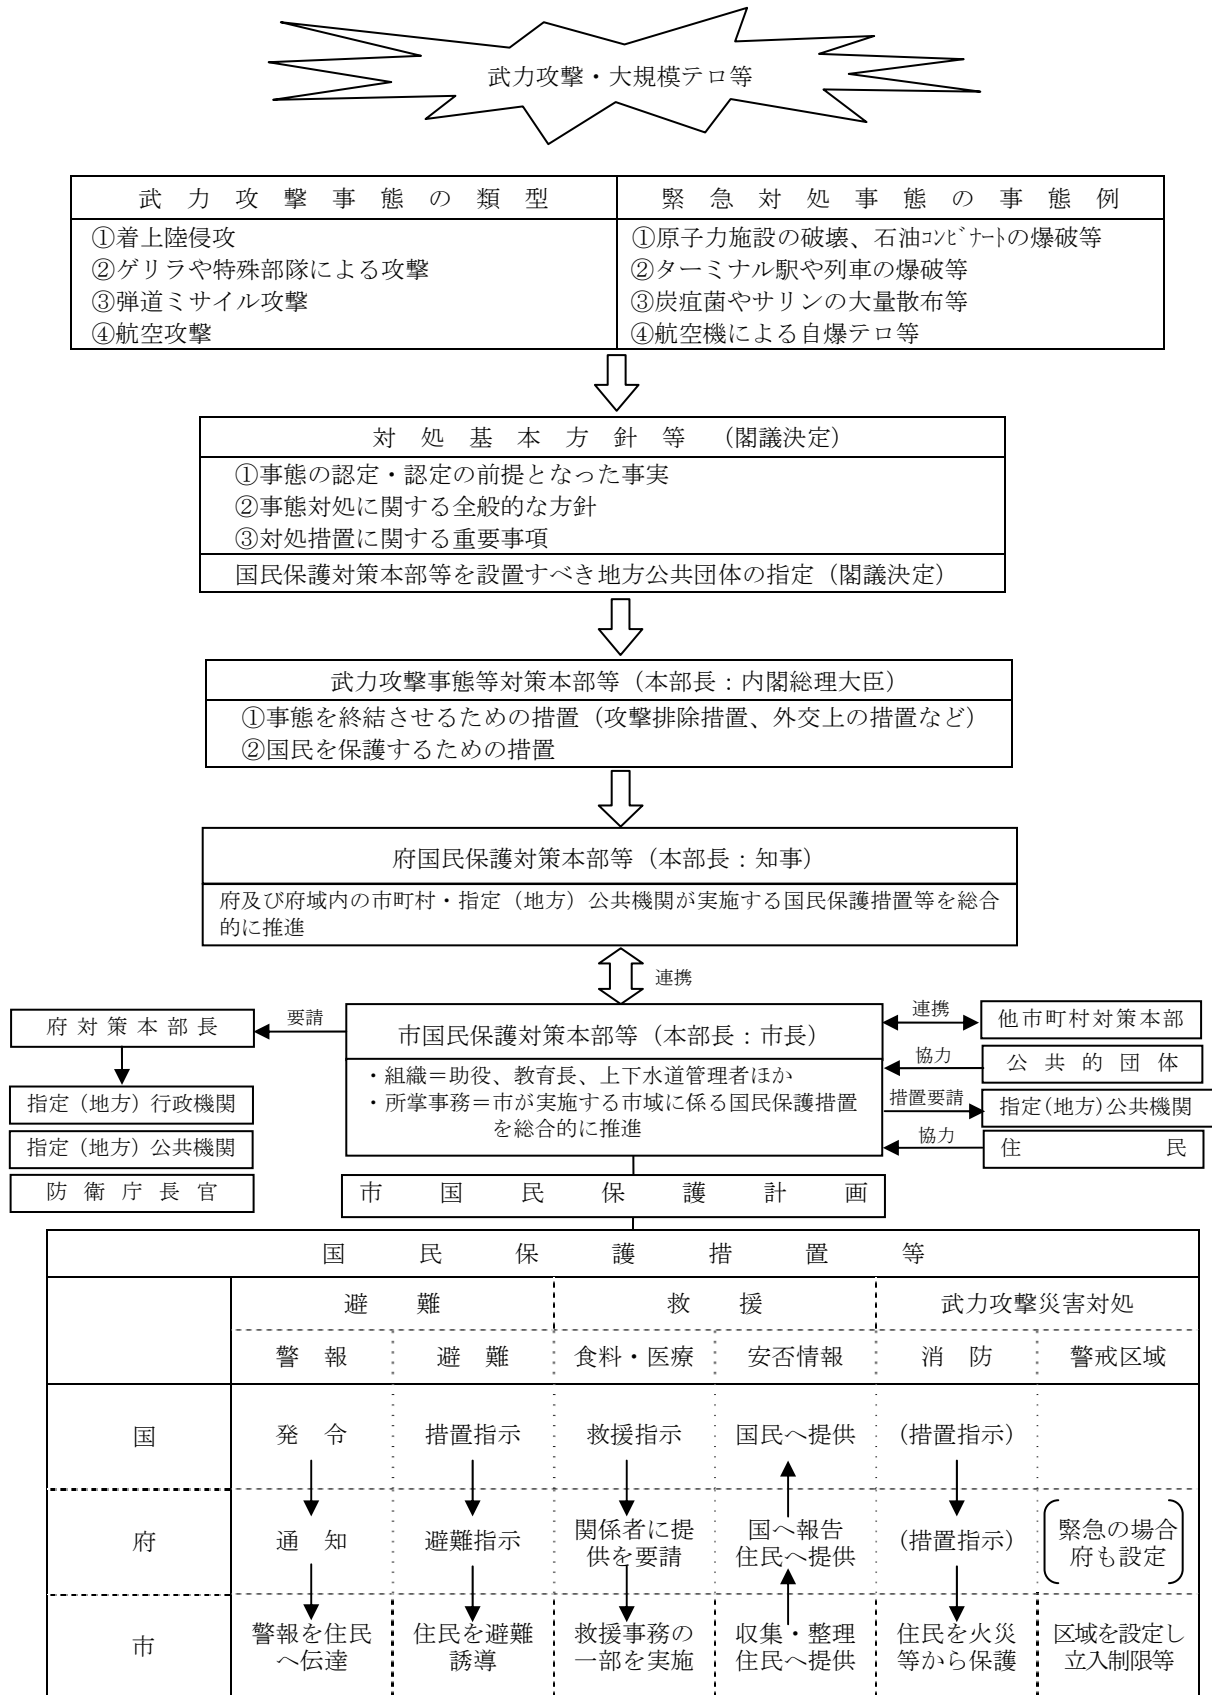 武力攻撃・大規模テロ等
武力攻撃事態の類型
①着上陸侵攻
②ゲリラや特殊部隊による攻撃
③弾道ミサイル攻撃
④航空攻撃
緊急対処事態の事態例
①原子力施設の破壊、石油ｺﾝﾋﾞﾅｰﾄの爆破等
②ターミナル駅や列車の爆破等
③炭疽菌やサリンの大量散布等
④航空機による自爆テロ等
対処基本方針等（閣議決定）
①事態の認定・認定の前提となった事実
②事態対処に関する全般的な方針
③対処措置に関する重要事項
国民保護対策本部等を設置すべき地方公共団体の指定（閣議決定）
武力攻撃事態等対策本部等（本部長：内閣総理大臣）
①事態を終結させるための措置（攻撃排除措置、外交上の措置など）
②国民を保護するための措置
府国民保護対策本部等（本部長：知事）
府及び府域内の市町村・指定（地方）公共機関が実施する国民保護措置等を総合
的に推進
連携
府対策本部長
要請
指定（地方）行政機関
指定（地方）公共機関
防衛庁長官
市国民保護対策本部等（本部長：市長）
・組織＝助役、教育長、上下水道管理者ほか
・所掌事務＝市が実施する市域に係る国民保護措置
を総合的に推進
連携
他市町村対策本部
協力
公共的団体
措置要請
指定(地方)公共機関
協力
住民
市国民保護計画
国民保護措置等
避難
救援
武力攻撃災害対処
警報
避難
食料・医療
安否情報
消防
警戒区域
国
発令
措置指示
救援指示
国民へ提供
(措置指示)
府
通知
避難指示
関係者に提
供を要請
国へ報告
住民へ提供
(措置指示)
緊急の場合
府も設定
市
警報を住民
へ伝達
住民を避難
誘導
救援事務の
一部を実施
収集・整理
住民へ提供
住民を火災
等から保護
区域を設定し
立入制限等